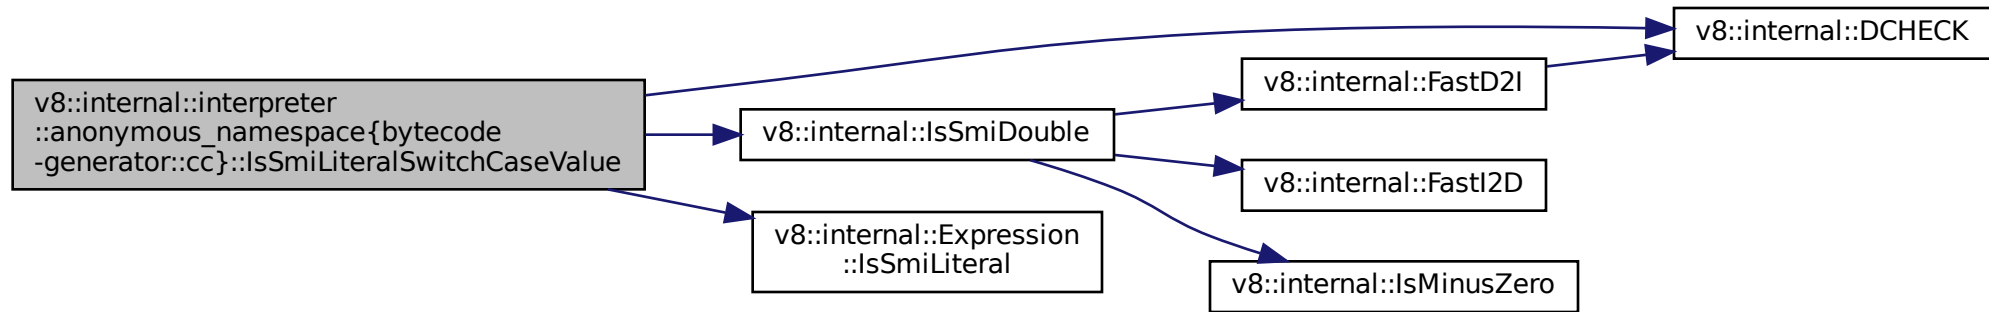 v8::internal::interpreter
::anonymous_namespace{bytecode
-generator::cc}::IsSmiLiteralSwitchCaseValue
v8::internal::DCHECK
v8::internal::IsSmiDouble
v8::internal::FastD2I
v8::internal::FastI2D
v8::internal::IsMinusZero
v8::internal::Expression
::IsSmiLiteral